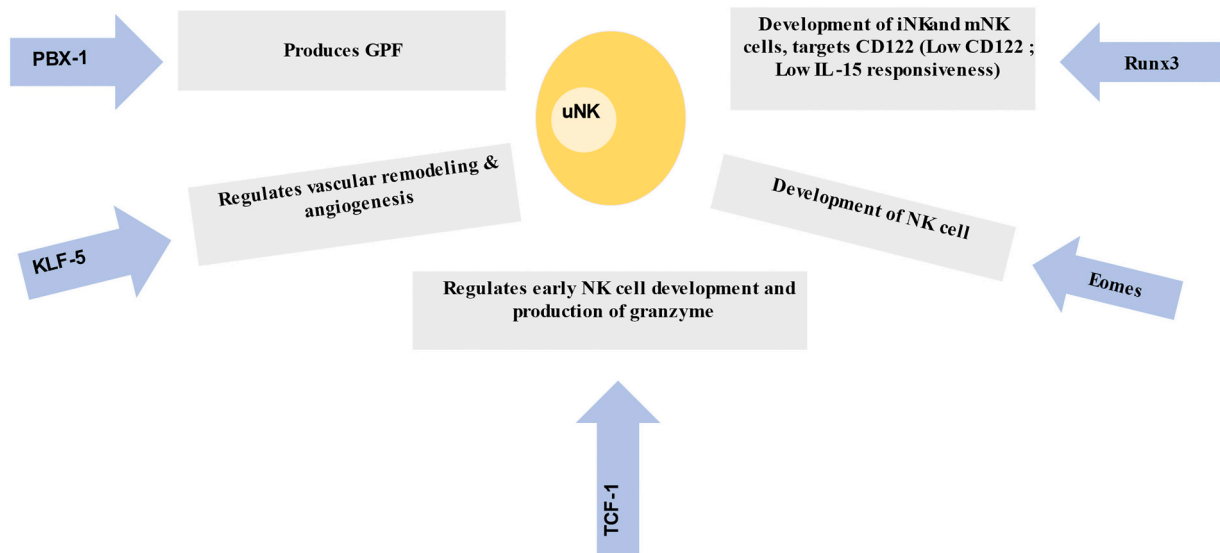 PBX-1
Produces GPF
uNK
Development of iNKand mNK
cells, targets CD122 (Low CD122 ;
Low IL-15 responsiveness)
Runx3
KLF-5
Regulates vascular remodeling &
angiogenesis
Development of NK cell
Eomes
Regulates early NK cell development and
production of granzyme
TCF-1